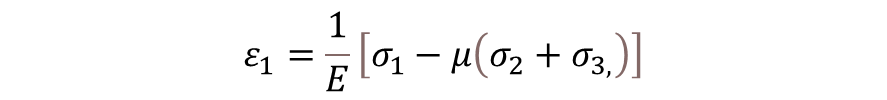 ε₁ = 1/E [σ₁ − μ(σ₂ + σ₃,)]